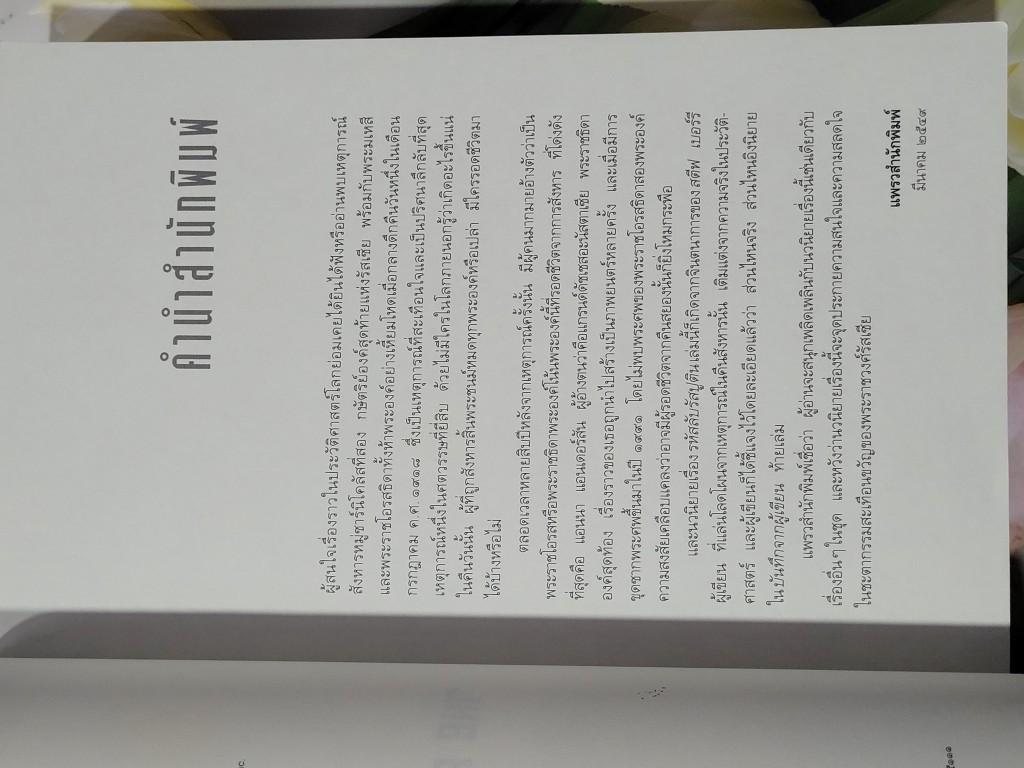 คำนำสำนักพิมพ์
ผู้สนใจเรื่องราวในประวัติศาสตร์โลกย่อมเคยได้ยินได้ฟังหรืออ่านพบเหตุการณ์
สังหารหมู่ซาร์นิโคลัสที่สอง กษัตริย์องค์สุดท้ายแห่งรัสเซีย พร้อมกับพระมเหสี
และพระราชโอรสธิดาทั้งห้าพระองค์อย่างเหี้ยมโหดเมื่อกลางดึกคืนวันหนึ่งในเดือน
กรกฎาคม ค.ศ. ๑๙๑๘ ซึ่งเป็นเหตุการณ์ที่สะเทือนใจและเป็นปริศนาลึกลับที่สุด
เหตุการณ์หนึ่งในศตวรรษที่ยี่สิบ ด้วยไม่มีใครในโลกภายนอกรู้ว่าเกิดอะไรขึ้นแน่
ในคืนวันนั้น ผู้ที่ถูกสังหารสิ้นพระชนม์หมดทุกพระองค์หรือเปล่า มีใครรอดชีวิตมา
ได้บ้างหรือไม่
ตลอดเวลาหลายสิบปีหลังจากเหตุการณ์ครั้งนั้น มีผู้คนมากมายอ้างตัวว่าเป็น
พระราชโอรสหรือพระราชธิดาพระองค์โน้นพระองค์นี้ที่รอดชีวิตจากการสังหาร ที่โด่งดัง
ที่สุดคือ แอนนา แอนเดอร์สัน ผู้อ้างตนว่าคือแกรนด์ดัชเชสอะนัสตาเซีย พระราชธิดา
องค์สุดท้อง เรื่องราวของเธอถูกนำไปสร้างเป็นภาพยนตร์หลายครั้ง และเมื่อมีการ
ขุดซากพระศพขึ้นมาในปี ๑๙๙๑ โดยไม่พบพระศพของพระราชโอรสธิดาสองพระองค์
ความสงสัยเคลือบแคลงว่าอาจมีผู้รอดชีวิตจากคืนสยองนั้นก็ยิ่งโหมกระพือ
และนวนิยายเรื่อง รหัสลับรัสปูติน เล่มนี้ก็เกิดจากจินตนาการของ สตีฟ เบอร์รี
ผู้เขียน ที่แล่นโลดโผนจากเหตุการณ์ในคืนสังหารนั้น เติมแต่งจากความจริงในประวัติ-
ศาสตร์ และผู้เขียนก็ได้ชี้แจงไว้โดยละเอียดแล้วว่า ส่วนไหนจริง ส่วนไหนอิงนิยาย
ในบันทึกจากผู้เขียน ท้ายเล่ม
แพรวสำนักพิมพ์เชื่อว่า ผู้อ่านจะสนุกเพลิดเพลินกับนวนิยายเรื่องนี้เช่นเดียวกับ
เรื่องอื่น ๆ ในชุด และหวังว่านวนิยายเรื่องนี้จะจุดประกายความสนใจและความสลดใจ
ในชะตากรรมสะเทือนขวัญของพระราชวงศ์รัสเซีย
แพรวสำนักพิมพ์
มีนาคม ๒๕๔๙